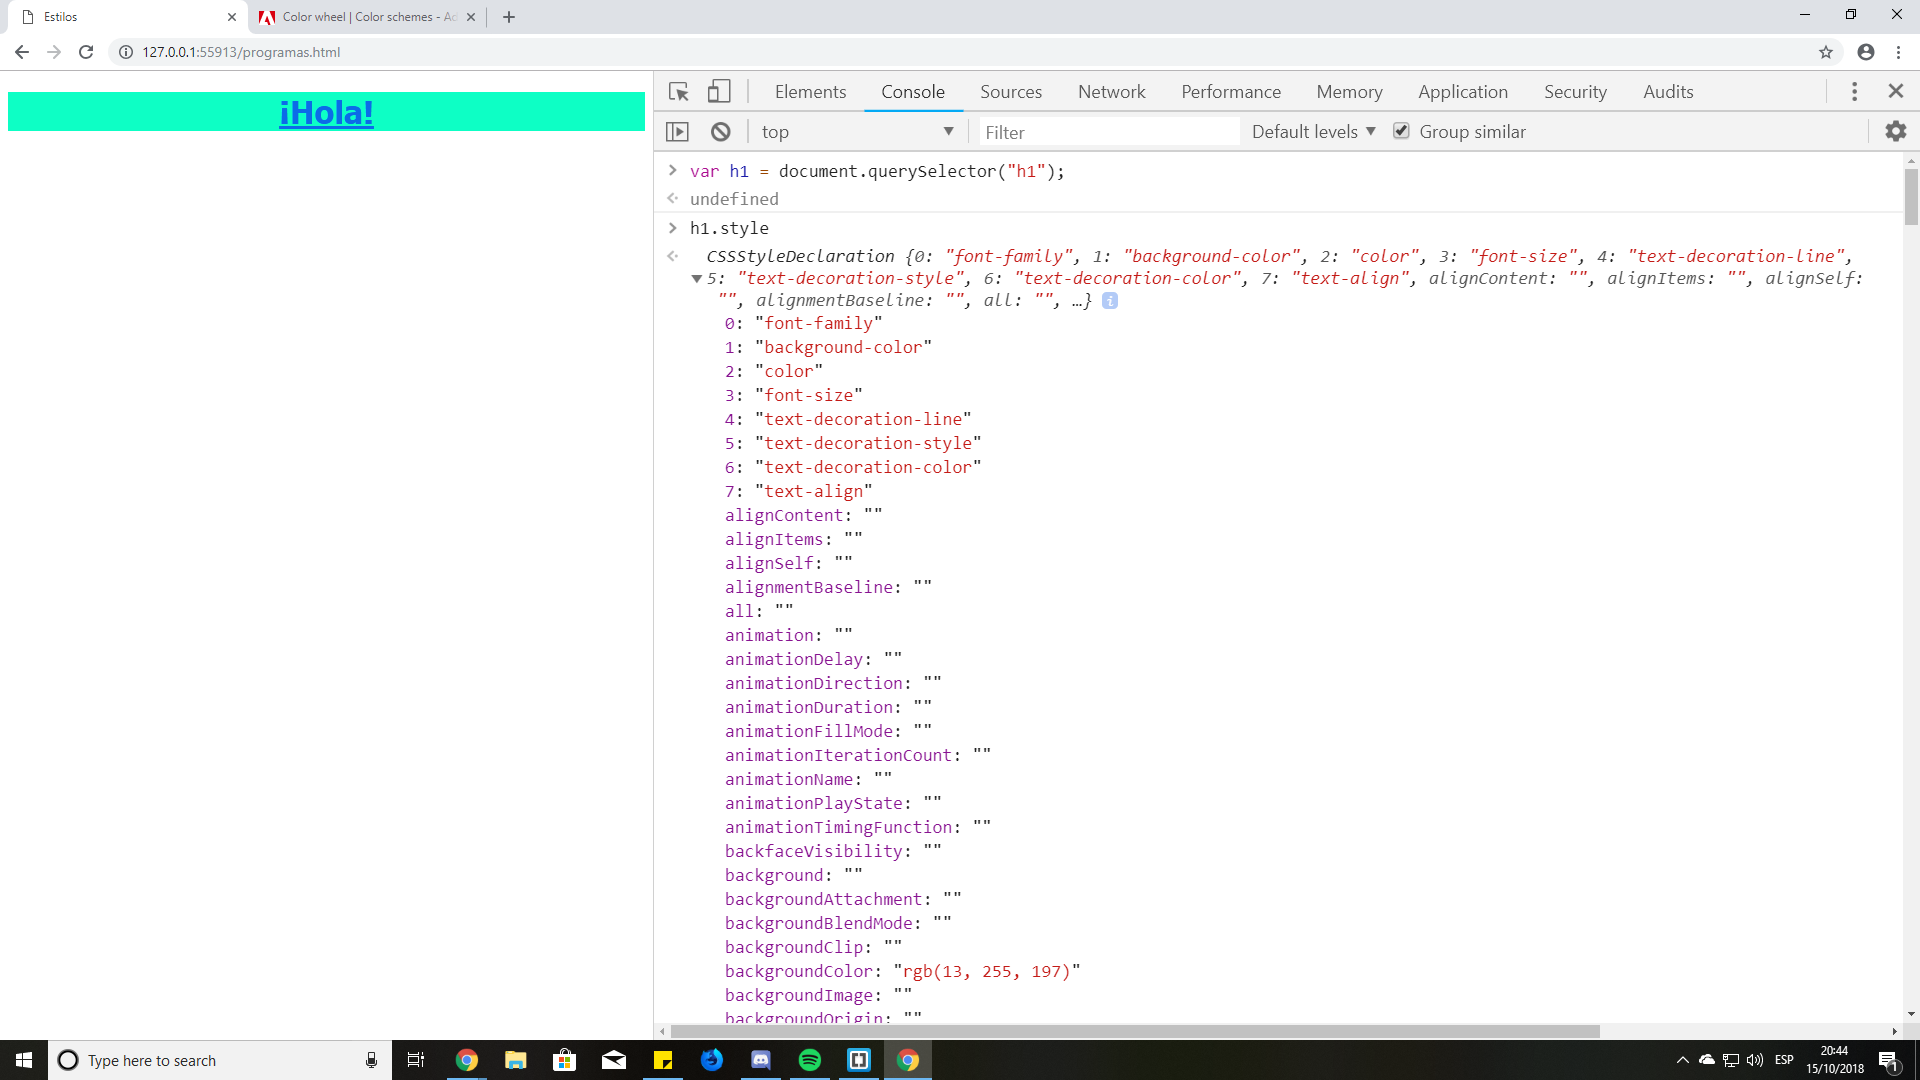 Estilos
Color wheel | Color schemes - Ad
127.0.0.1:55913/programas.html
¡Hola!
Elements Console Sources Network Performance Memory Application Security Audits
top Filter Default levels Group similar
var h1 = document.querySelector("h1");
undefined
h1.style
CSSStyleDeclaration {0: "font-family", 1: "background-color", 2: "color", 3: "font-size", 4: "text-decoration-line",
5: "text-decoration-style", 6: "text-decoration-color", 7: "text-align", alignContent: "", alignItems: "", alignSelf:
"", alignmentBaseline: "", all: "", …} i
0: "font-family"
1: "background-color"
2: "color"
3: "font-size"
4: "text-decoration-line"
5: "text-decoration-style"
6: "text-decoration-color"
7: "text-align"
alignContent: ""
alignItems: ""
alignSelf: ""
alignmentBaseline: ""
all: ""
animation: ""
animationDelay: ""
animationDirection: ""
animationDuration: ""
animationFillMode: ""
animationIterationCount: ""
animationName: ""
animationPlayState: ""
animationTimingFunction: ""
backfaceVisibility: ""
background: ""
backgroundAttachment: ""
backgroundBlendMode: ""
backgroundClip: ""
backgroundColor: "rgb(13, 255, 197)"
backgroundImage: ""
backgroundOrigin: ""
Type here to search
ESP
20:44
15/10/2018
1